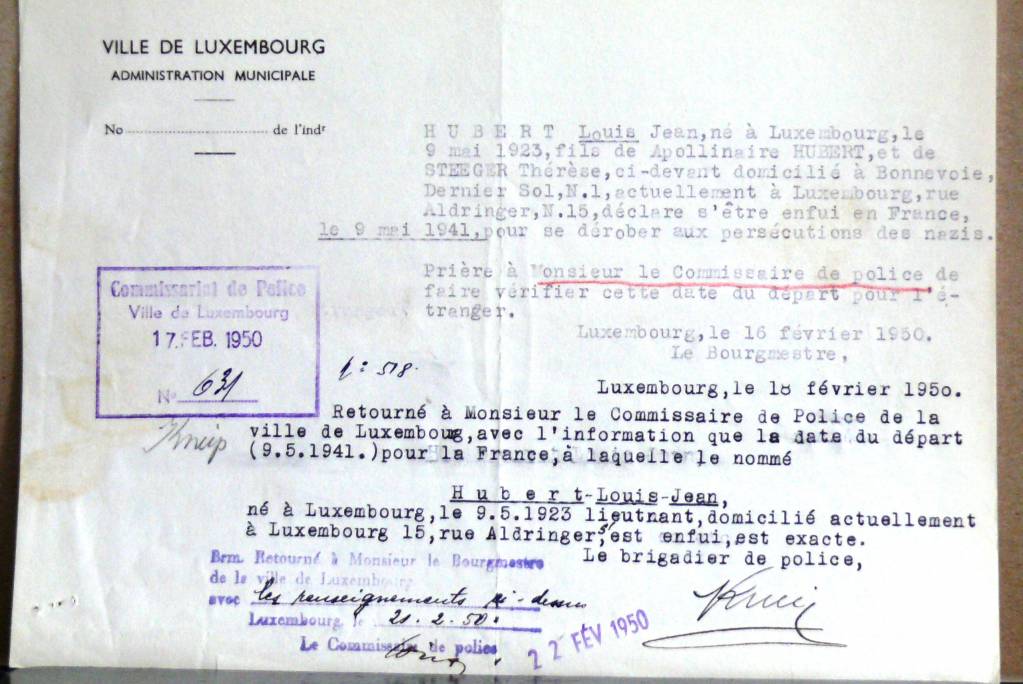 VILLE DE LUXEMBOURG
ADMINISTRATION MUNICIPALE
No de l'indr
H U B E R T Louis Jean,né à Luxembourg,le
9 mai 1923,fils de Apollinaire HUBERT,et de
STEEGER Thérèse,ci-devant domicilié à Bonnevoie,
Dernier Sol,N.1,actuellement à Luxembourg,rue
Aldringer,N.15,déclare s'être enfui en France,
le 9 mai 1941,pour se dérober aux persécutions des nazis.
Prière à Monsieur le Commissaire de police de
faire vérifier cette date du départ pour l'é-
tranger.
Luxembourg,le 16 février 1950.
Le Bourgmestre,
Commissariat de Police
Ville de Luxembourg
17.FEB. 1950
No 631
518.
Luxembourg,le 18 février 1950.
Retourné à Monsieur le Commissaire de Police de la
ville de Luxemboug,avec l'information que la date du départ
(9.5.1941.)pour la France,à laquelle le nommé
H u b e r t-Louis-Jean,
né à Luxembourg,le 9.5.1923 lieutnant,domicilié actuellement
à Luxembourg 15,rue Aldringer,s'est enfui,est exacte.
Le brigadier de police,
Kneip
Brm. Retourné à Monsieur le Bourgmestre
de la ville de Luxembourg
avec les renseignements ci-dessus
Luxembourg, le 21.2.50.
Le Commissaire de police
22 FÉV 1950